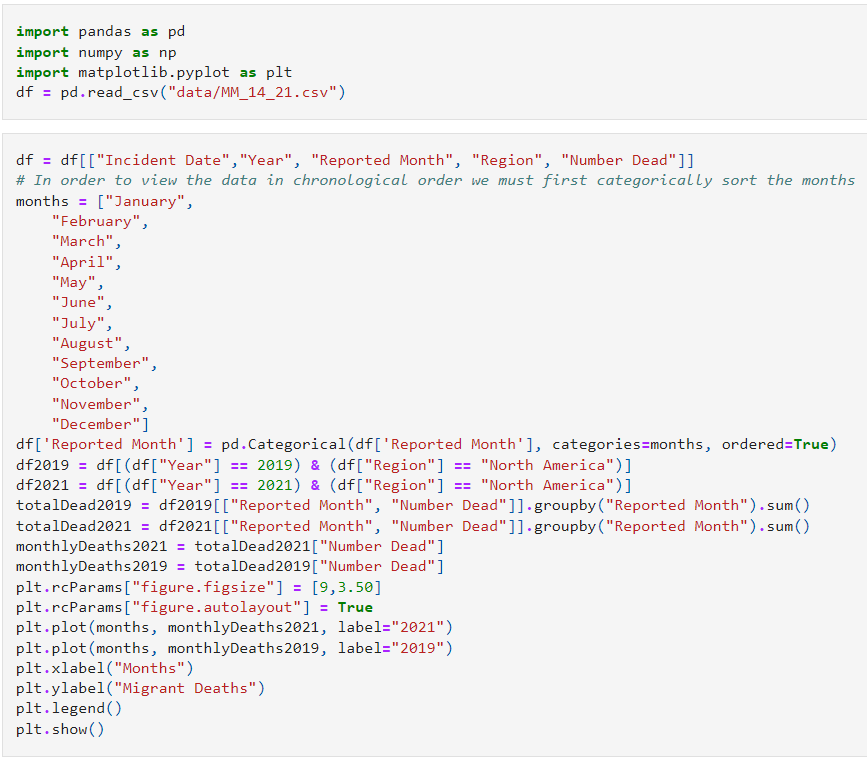 import pandas as pd
import numpy as np
import matplotlib.pyplot as plt
df = pd.read_csv("data/MM_14_21.csv")
df = df[["Incident Date","Year", "Reported Month", "Region", "Number Dead"]]
# In order to view the data in chronological order we must first categorically sort the months
months = ["January",
    "February",
    "March",
    "April",
    "May",
    "June",
    "July",
    "August",
    "September",
    "October",
    "November",
    "December"]
df['Reported Month'] = pd.Categorical(df['Reported Month'], categories=months, ordered=True)
df2019 = df[(df["Year"] == 2019) & (df["Region"] == "North America")]
df2021 = df[(df["Year"] == 2021) & (df["Region"] == "North America")]
totalDead2019 = df2019[["Reported Month", "Number Dead"]].groupby("Reported Month").sum()
totalDead2021 = df2021[["Reported Month", "Number Dead"]].groupby("Reported Month").sum()
monthlyDeaths2021 = totalDead2021["Number Dead"]
monthlyDeaths2019 = totalDead2019["Number Dead"]
plt.rcParams["figure.figsize"] = [9,3.50]
plt.rcParams["figure.autolayout"] = True
plt.plot(months, monthlyDeaths2021, label="2021")
plt.plot(months, monthlyDeaths2019, label="2019")
plt.xlabel("Months")
plt.ylabel("Migrant Deaths")
plt.legend()
plt.show()